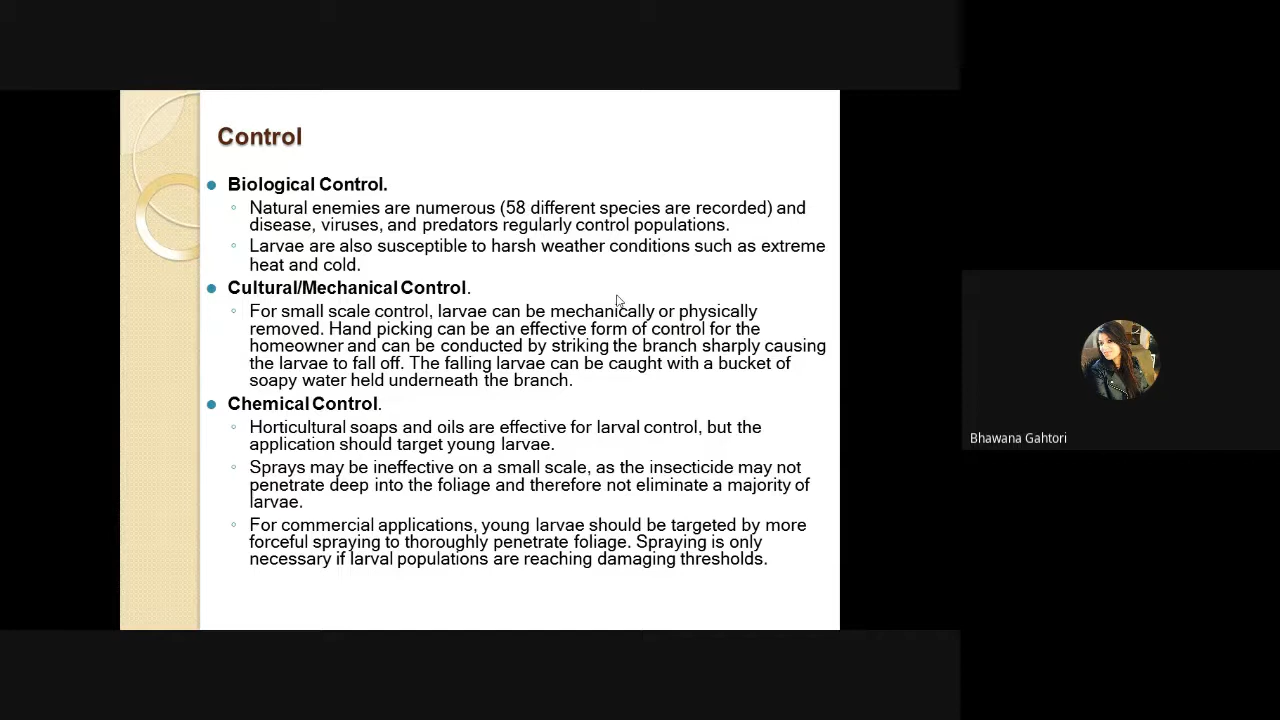 Control
Biological Control.
Natural enemies are numerous (58 different species are recorded) and
disease, viruses, and predators regularly control populations.
Larvae are also susceptible to harsh weather conditions such as extreme
heat and cold.
Cultural/Mechanical Control.
For small scale control, larvae can be mechanically or physically
removed. Hand picking can be an effective form of control for the
homeowner and can be conducted by striking the branch sharply causing
the larvae to fall off. The falling larvae can be caught with a bucket of
soapy water held underneath the branch.
Chemical Control.
Horticultural soaps and oils are effective for larval control, but the
application should target young larvae.
Sprays may be ineffective on a small scale, as the insecticide may not
penetrate deep into the foliage and therefore not eliminate a majority of
larvae.
For commercial applications, young larvae should be targeted by more
forceful spraying to thoroughly penetrate foliage. Spraying is only
necessary if larval populations are reaching damaging thresholds.
Bhawana Gahtori